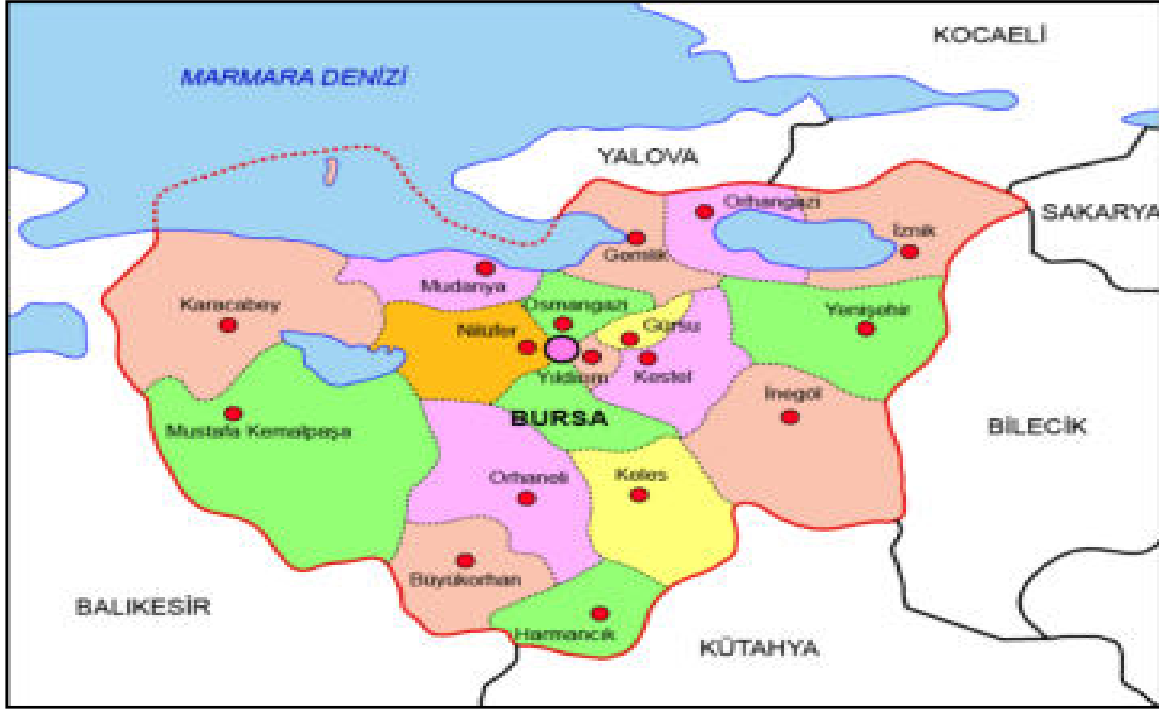 KOCAELİ
MARMARA DENİZİ
YALOVA
Orhangazi
SAKARYA
İznik
Gemlik
Mudanya
Karacabey
Osmangazi
Yenişehir
Nilüfer
Gürsu
Yıldırım
Kestel
İnegöl
BURSA
BİLECİK
Mustafa Kemalpaşa
Orhaneli
Keles
Büyükorhan
BALIKESİR
Harmancık
KÜTAHYA